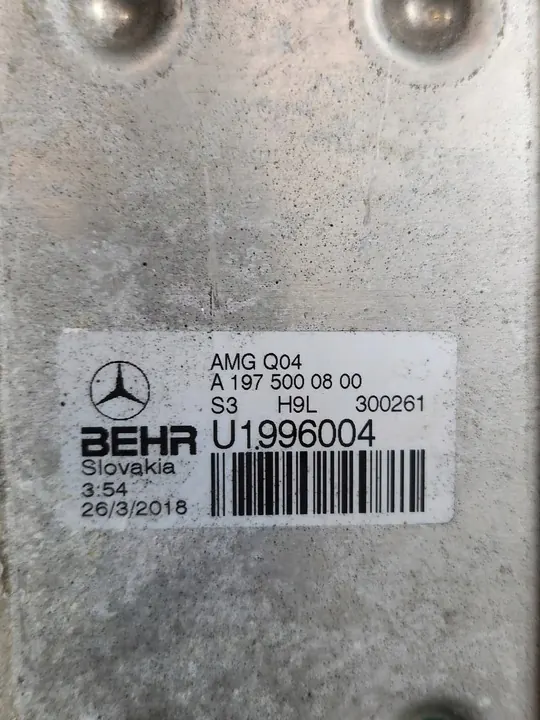 AMG Q04
A 197 500 08 00
S3 H9L 300261
BEHR U1996004
Slovakia
3:54
26/3/2018